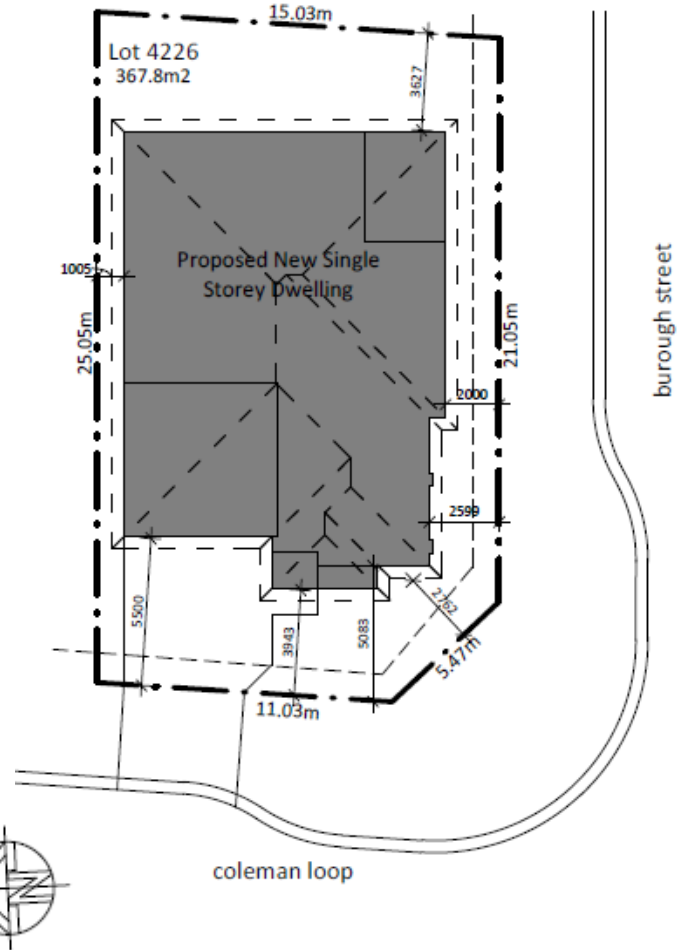 15.03m
Lot 4226
367.8m2
3627
Proposed New Single
Storey Dwelling
1005
25.05m
21.05m
burough street
2000
2599
5500
3943
5083
2762
5.47m
11.03m
coleman loop
N